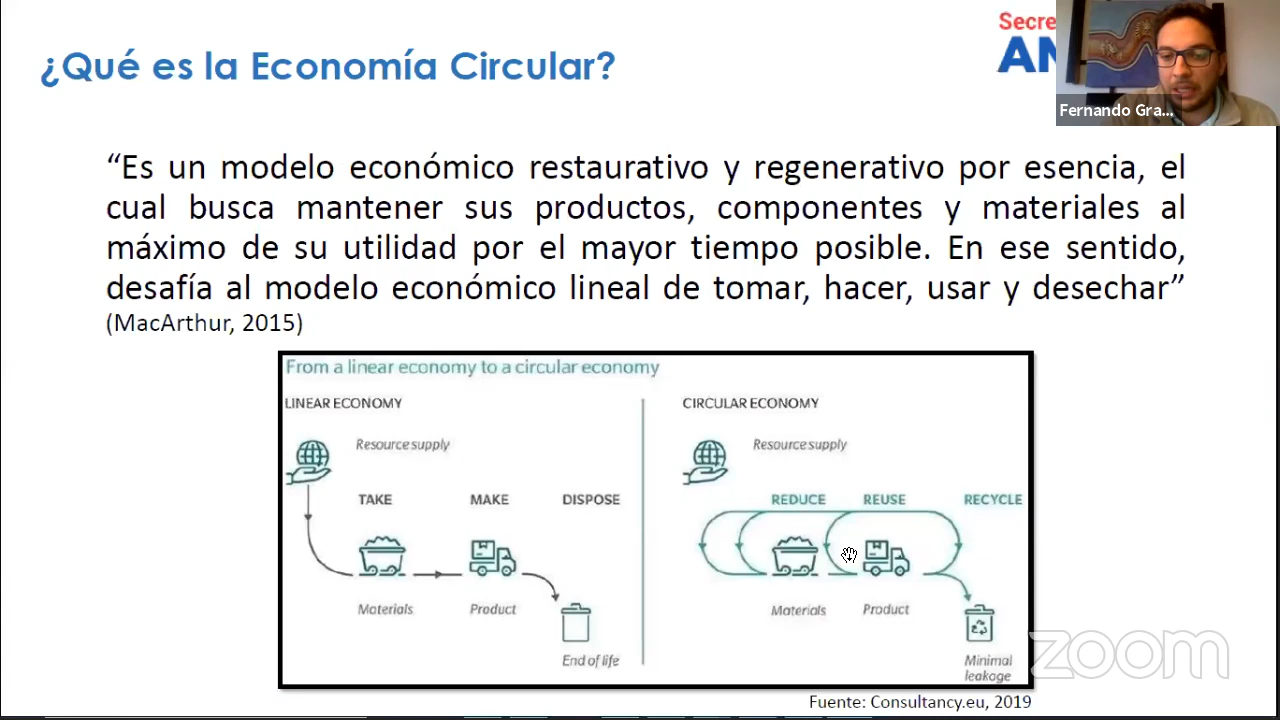 ¿Qué es la Economía Circular?
Secre
AN
Fernando Gra...
“Es un modelo económico restaurativo y regenerativo por esencia, el
cual busca mantener sus productos, componentes y materiales al
máximo de su utilidad por el mayor tiempo posible. En ese sentido,
desafía al modelo económico lineal de tomar, hacer, usar y desechar”
(MacArthur, 2015)
From a linear economy to a circular economy
LINEAR ECONOMY
Resource supply
TAKE MAKE DISPOSE
Materials Product
End of life
CIRCULAR ECONOMY
Resource supply
REDUCE REUSE RECYCLE
Materials Product
Minimal
leakage
zoom
Fuente: Consultancy.eu, 2019